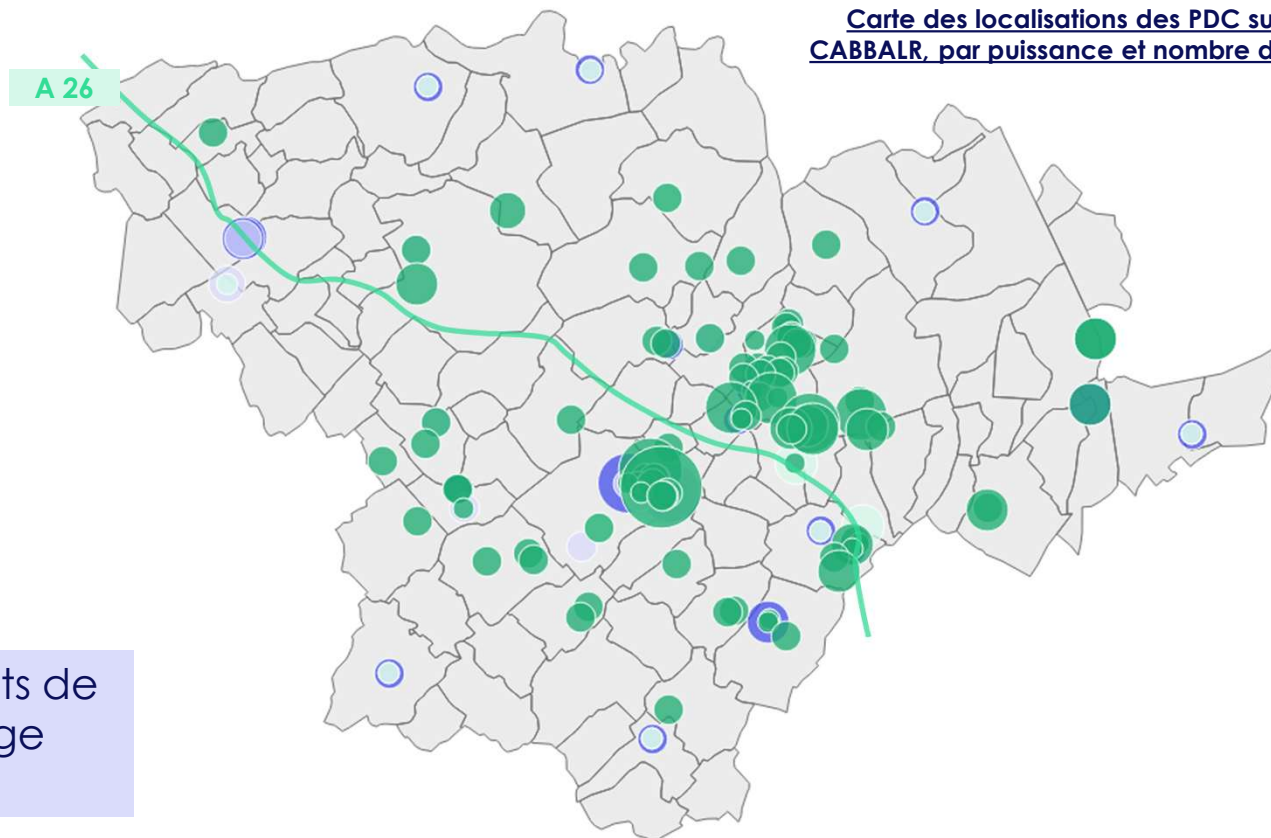 Carte des localisations des PDC su
CABBALR, par puissance et nombre d
A 26
ts de
ge